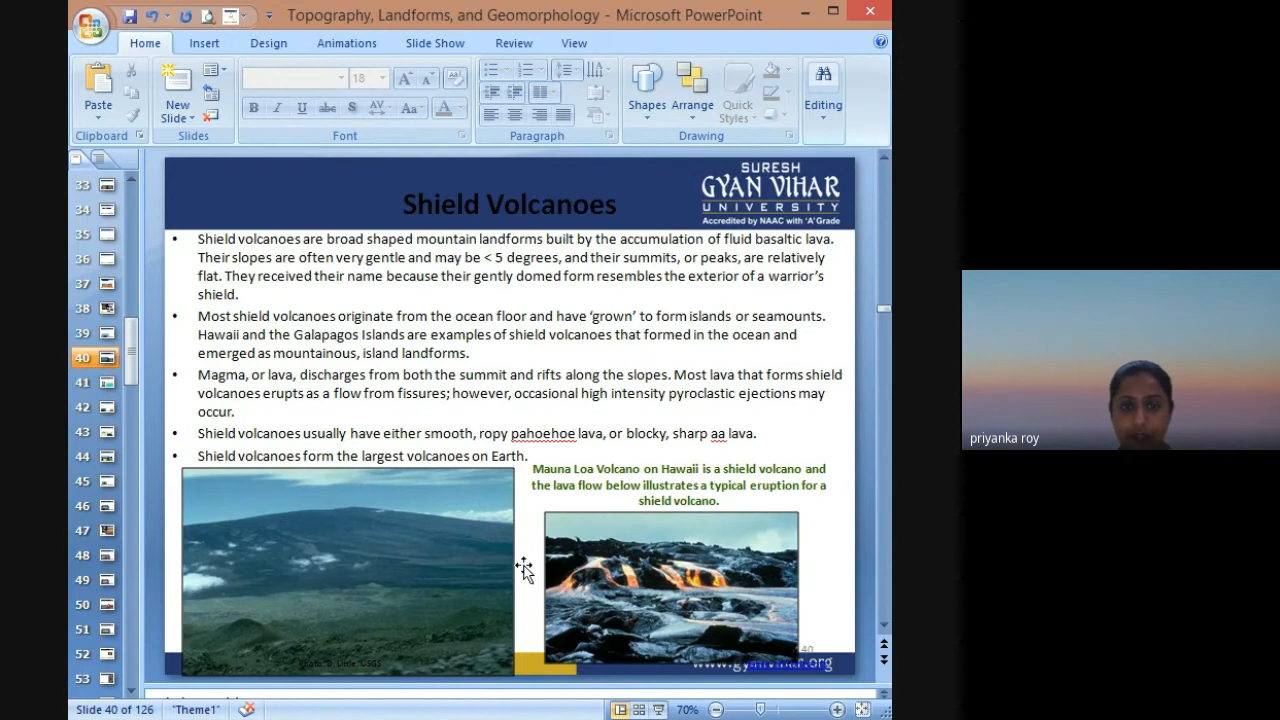 Topography, Landforms, and Geomorphology - Microsoft PowerPoint
Home Insert Design Animations Slide Show Review View
18
Paste
New
Slide
Shapes
Arrange
Quick
Styles
Editing
Clipboard Slides Font Paragraph Drawing
33
34
35
36
37
38
39
40
41
42
43
44
45
46
47
48
49
50
51
52
53
SURESH
GYAN VIHAR
UNIVERSITY
Accredited by NAAC with 'A' Grade
Shield Volcanoes
• Shield volcanoes are broad shaped mountain landforms built by the accumulation of fluid basaltic lava.
Their slopes are often very gentle and may be < 5 degrees, and their summits, or peaks, are relatively
flat. They received their name because their gently domed form resembles the exterior of a warrior's
shield.
• Most shield volcanoes originate from the ocean floor and have 'grown' to form islands or seamounts.
Hawaii and the Galapagos Islands are examples of shield volcanoes that formed in the ocean and
emerged as mountainous, island landforms.
• Magma, or lava, discharges from both the summit and rifts along the slopes. Most lava that forms shield
volcanoes erupts as a flow from fissures; however, occasional high intensity pyroclastic ejections may
occur.
• Shield volcanoes usually have either smooth, ropy pahoehoe lava, or blocky, sharp aa lava.
• Shield volcanoes form the largest volcanoes on Earth.
Mauna Loa Volcano on Hawaii is a shield volcano and
the lava flow below illustrates a typical eruption for a
shield volcano.
40
www.gyanvihar.org
priyanka roy
Slide 40 of 126 "Theme1" 70%